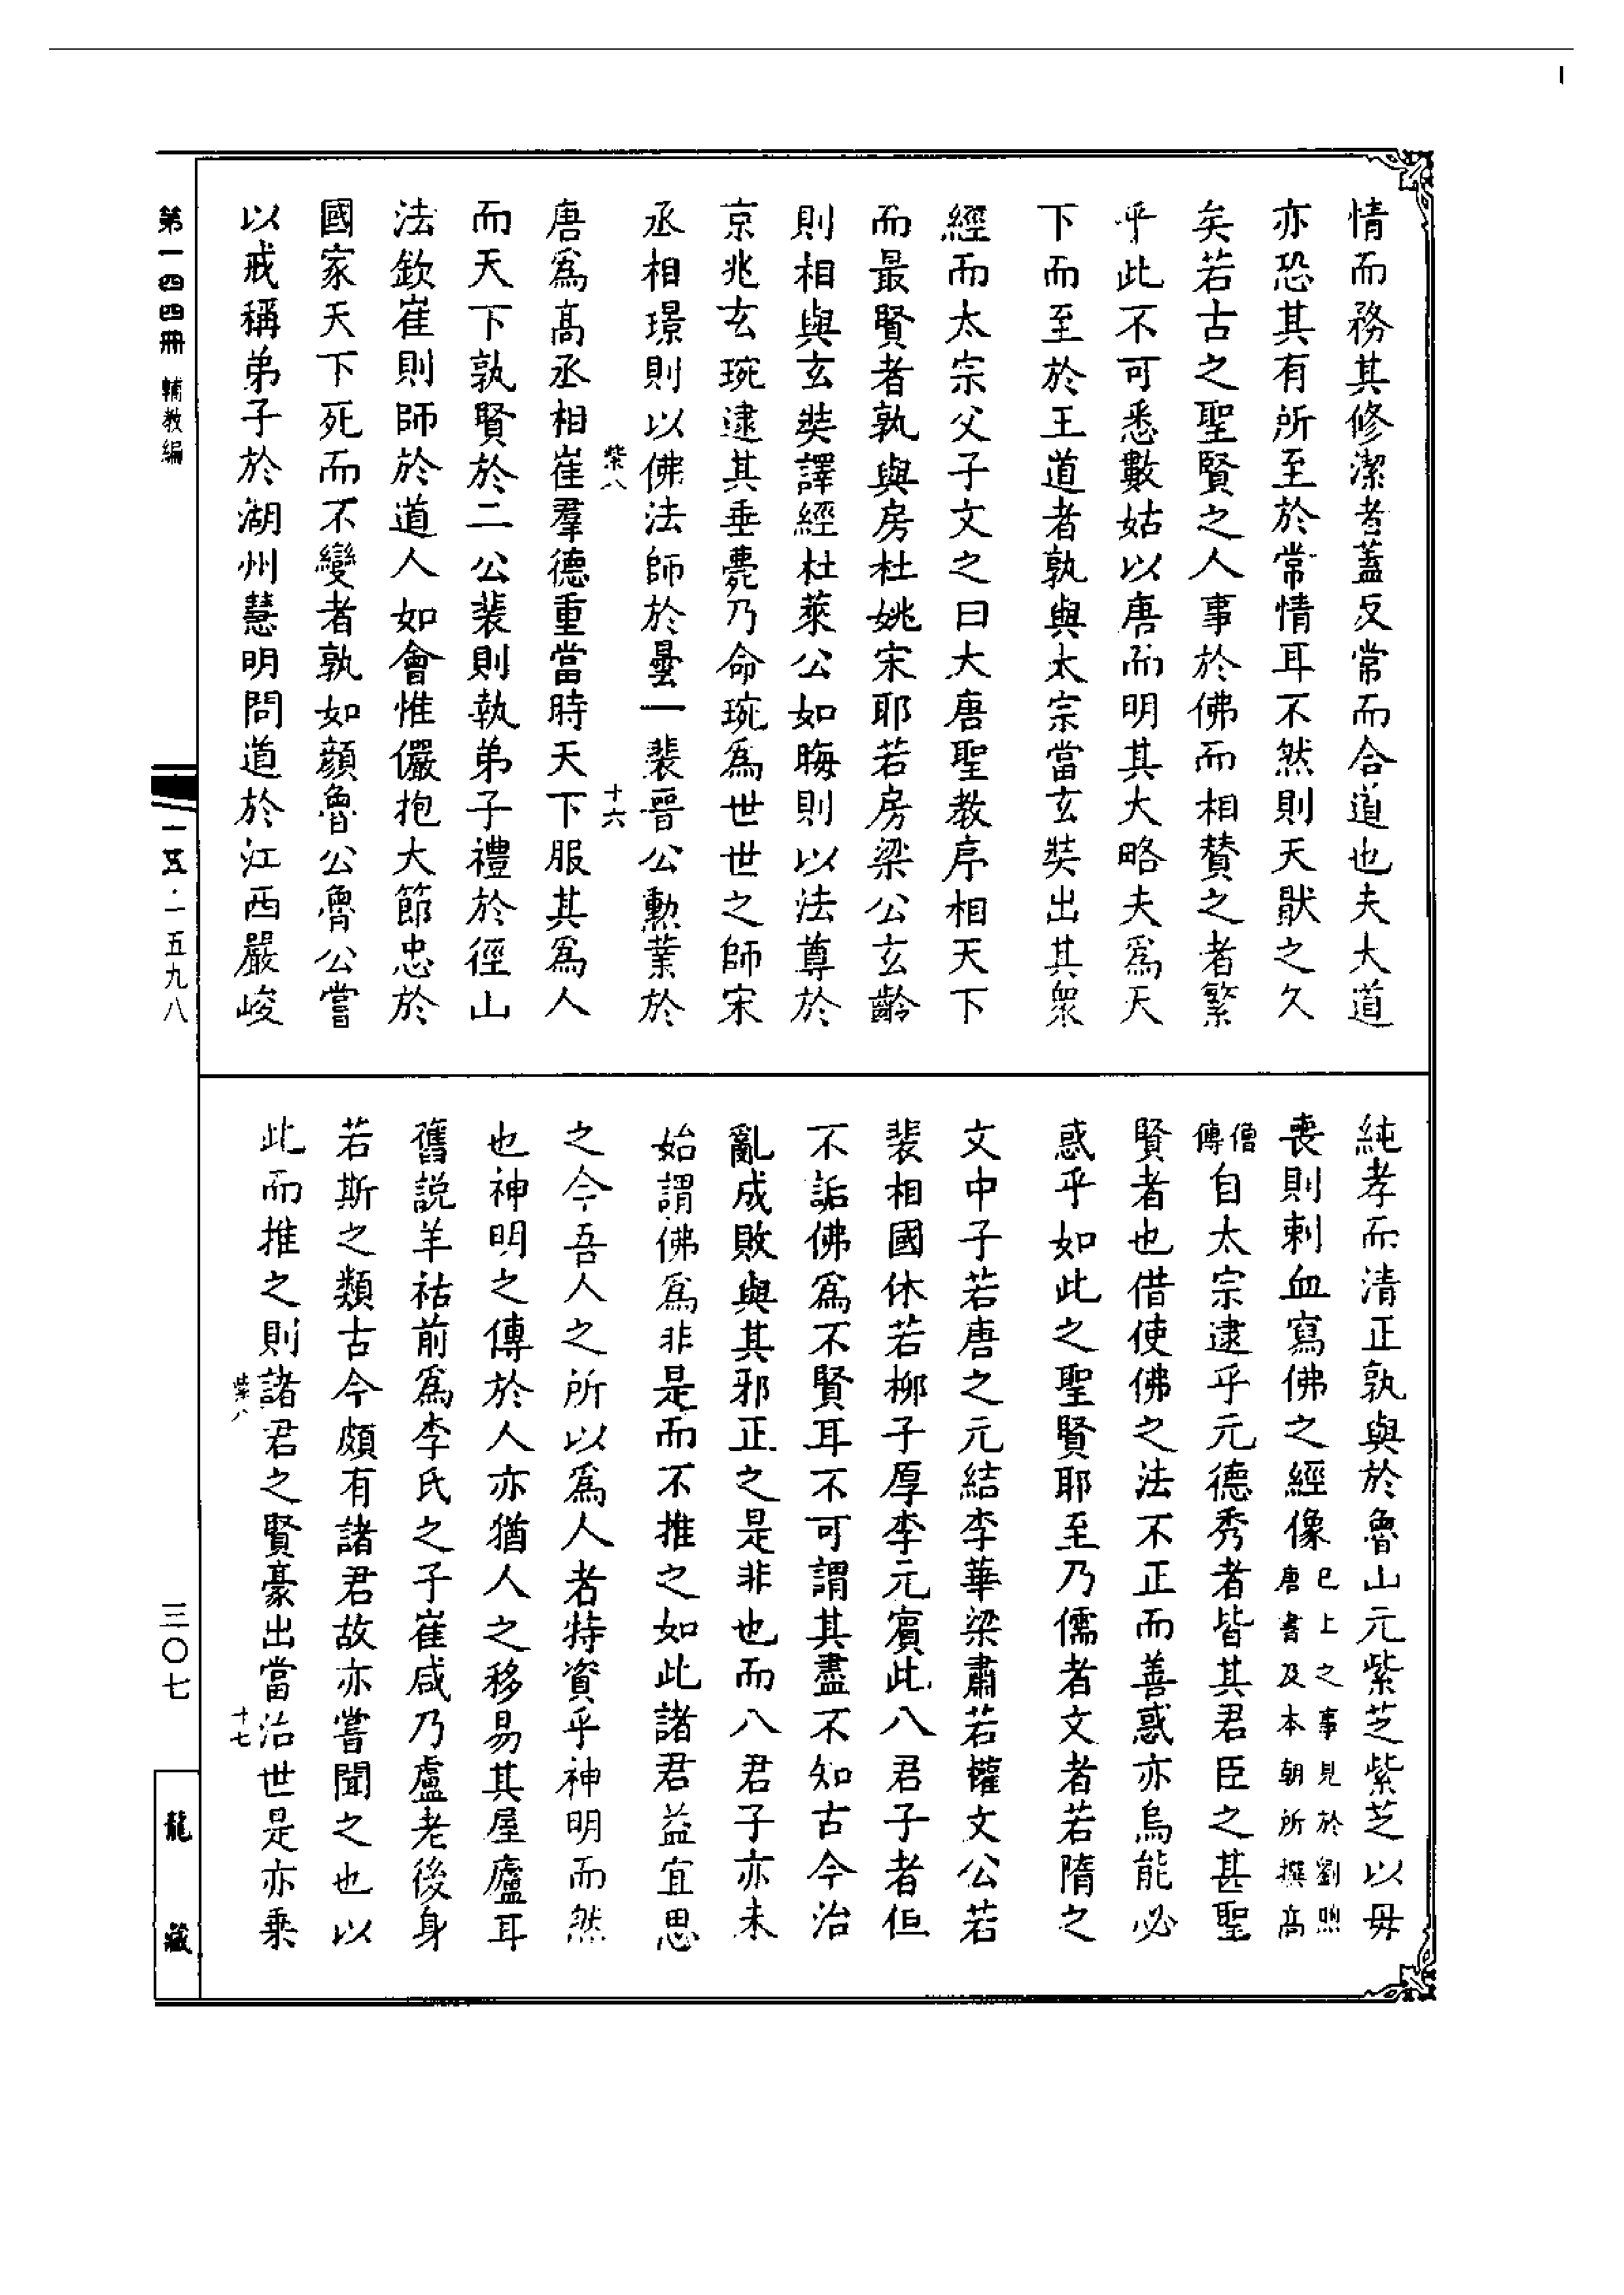 情而務其修潔者蓋反常而合道也夫大道
亦恐其有所至於常情耳不然則天厭之久
矣若古之聖賢之人事於佛而相贊之者繁
乎此不可悉數姑以唐而明其大略夫為天
下而至於王道者孰與太宗當玄奘出其衆
經而太宗父子文之曰大唐聖教序相天下
而最賢者孰與房杜姚宋耶若房梁公玄齡
則相與玄奘譯經杜萊公如晦則以法尊於
京兆玄琬逮其垂薨乃命琬為世世之師宋
丞相璟則以佛法師於曇一裴晉公勲業於
紫八
十六
唐為髙丞相崔羣德重當時天下服其為人
而天下孰賢於二公裴則執弟子禮於徑山
法欽崔則師於道人如會惟儼抱大節忠於
國家天下死而不變者孰如顔魯公魯公嘗
以戒稱弟子於湖州慧明問道於江西嚴峻
純孝而清正孰與於魯山元紫芝紫芝以毋
喪則刺血寫佛之經像已上之事見於劉煦
唐書及本朝所撰髙
僧
傳自太宗逮乎元德秀者皆其君臣之甚聖
賢者也借使佛之法不正而善惑亦烏能必
惑乎如此之聖賢耶至乃儒者文者若隋之
文中子若唐之元結李華梁肅若權文公若
裴相國休若柳子厚李元賓此八君子者但
不詬佛為不賢耳不可謂其盡不知古今治
亂成敗與其邪正之是非也而八君子亦未
始謂佛為非是而不推之如此諸君益宜思
之今吾人之所以為人者特資乎神明而然
也神明之傳於人亦猶人之移易其屋廬耳
舊説羊祜前為李氏之子崔咸乃盧老後身
若斯之類古今頗有諸君故亦嘗聞之也以
此而推之則諸君之賢豪出當治世是亦乗
紫八
十七
第一四四冊 輔教編
一五·一五九八
三〇七
龍藏